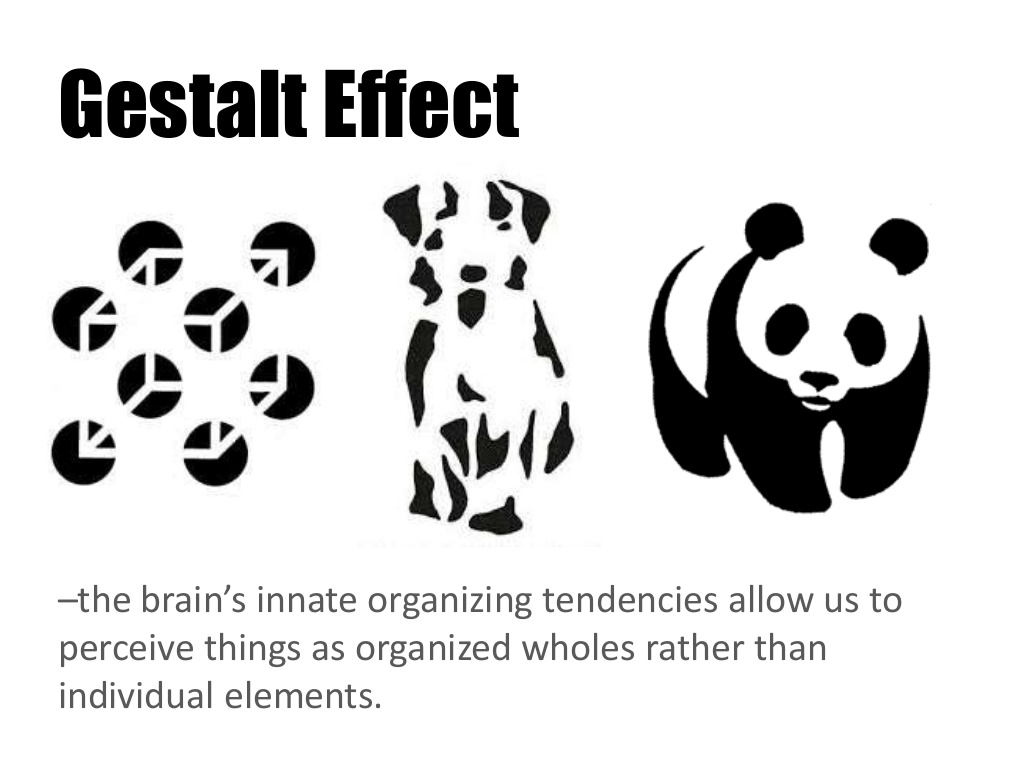 Gestalt Effect
–the brain’s innate organizing tendencies allow us to
perceive things as organized wholes rather than
individual elements.